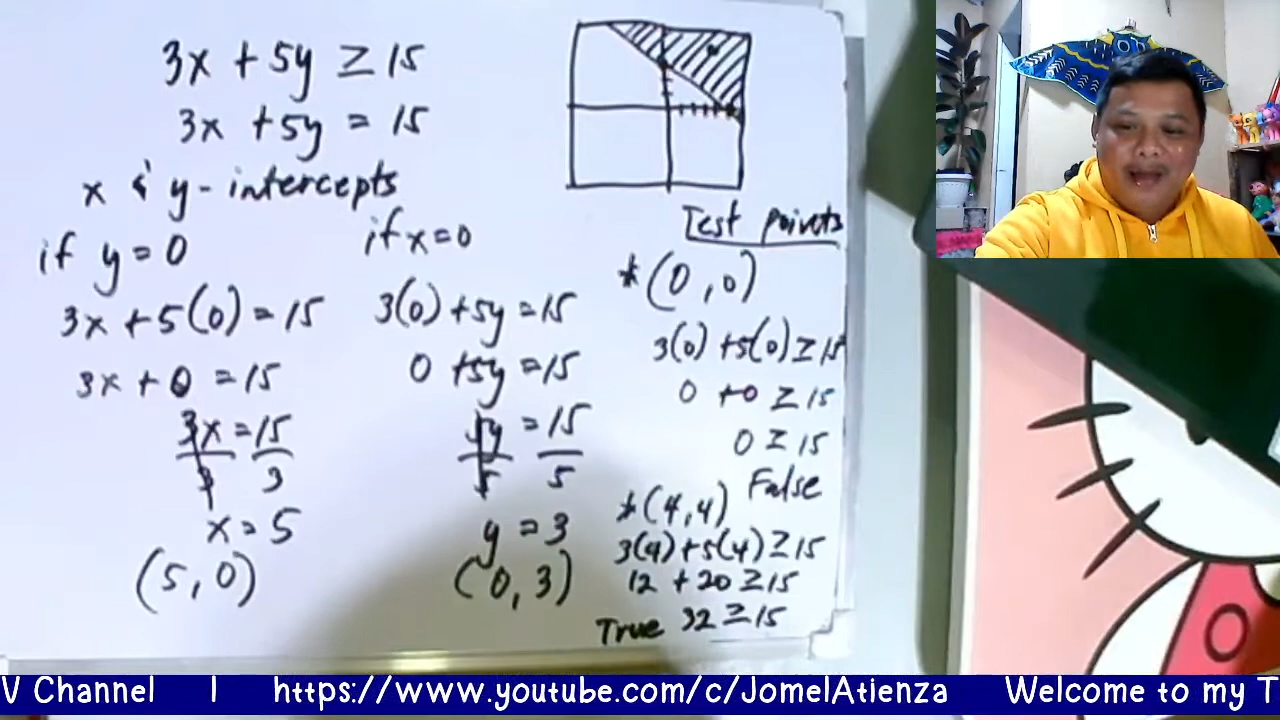 3x + 5y ≥ 15
3x + 5y = 15
x & y - intercepts
if y = 0
3x + 5(0) = 15
3x + 0 = 15
3x = 15
3 3
x = 5
(5, 0)
if x = 0
3(0) + 5y = 15
0 + 5y = 15
5y = 15
5 5
y = 3
(0, 3)
Test points
*(0, 0)
3(0) + 5(0) ≥ 15
0 + 0 ≥ 15
0 ≥ 15
False
*(4, 4)
3(4) + 5(4) ≥ 15
12 + 20 ≥ 15
True 32 ≥ 15
V Channel | https://www.youtube.com/c/JomelAtienza Welcome to my T